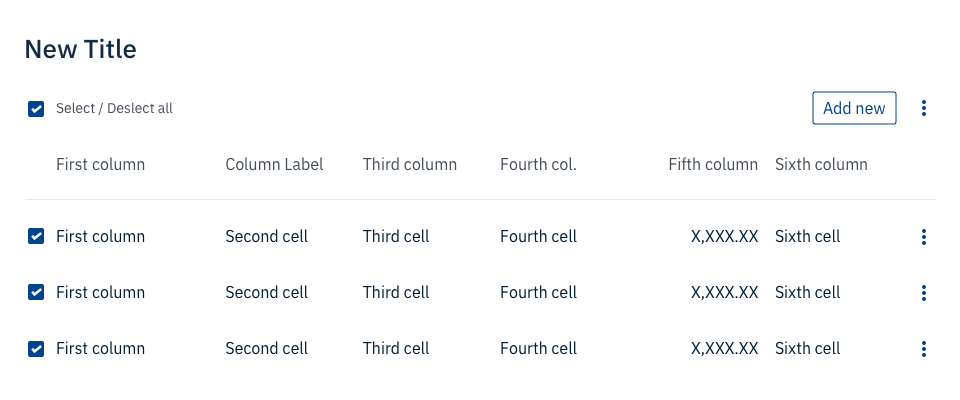 New Title
Select / Deslect all Add new
First column Column Label Third column Fourth col. Fifth column Sixth column
First column Second cell Third cell Fourth cell X,XXX.XX Sixth cell
First column Second cell Third cell Fourth cell X,XXX.XX Sixth cell
First column Second cell Third cell Fourth cell X,XXX.XX Sixth cell